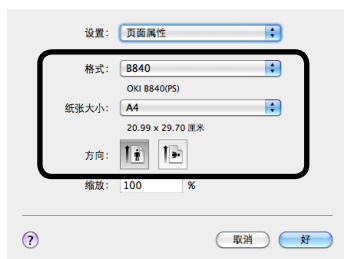 设置: 页面属性
格式: B840
OKI B840(PS)
纸张大小: A4
20.99 x 29.70 厘米
方向:
缩放: 100 %
? 取消 好